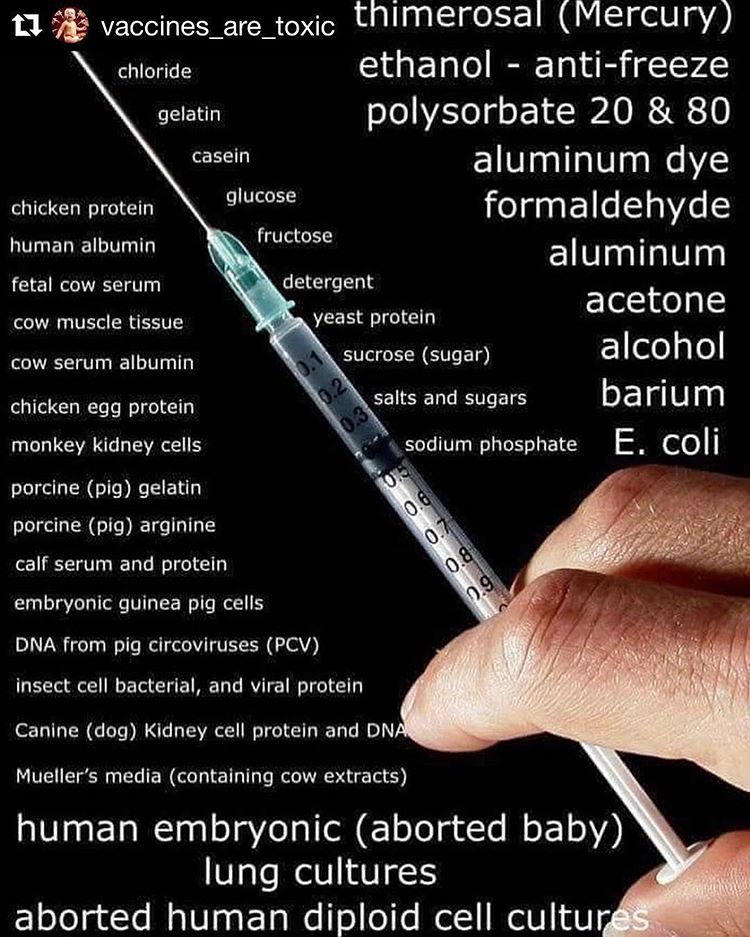 vaccines_are_toxic
thimerosal (Mercury)
ethanol - anti-freeze
polysorbate 20 & 80
aluminum dye
formaldehyde
aluminum
acetone
alcohol
barium
E. coli
chloride
gelatin
casein
glucose
fructose
detergent
yeast protein
sucrose (sugar)
salts and sugars
sodium phosphate
chicken protein
human albumin
fetal cow serum
cow muscle tissue
cow serum albumin
chicken egg protein
monkey kidney cells
porcine (pig) gelatin
porcine (pig) arginine
calf serum and protein
embryonic guinea pig cells
DNA from pig circoviruses (PCV)
insect cell bacterial, and viral protein
Canine (dog) Kidney cell protein and DNA
Mueller's media (containing cow extracts)
0.1
0.2
0.3
0.5
0.6
0.7
0.8
0.9
human embryonic (aborted baby)
lung cultures
aborted human diploid cell cultures